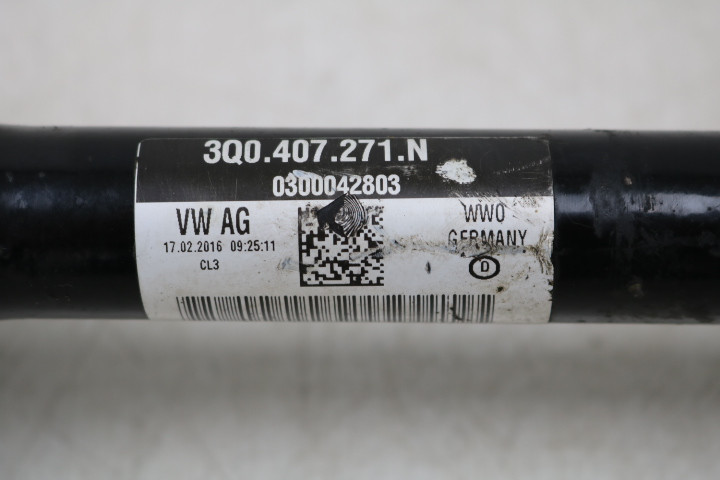 3Q0.407.271.N
0300042803
VW AG
WWO
17.02.2016 09:25:11
GERMANY
CL3
D